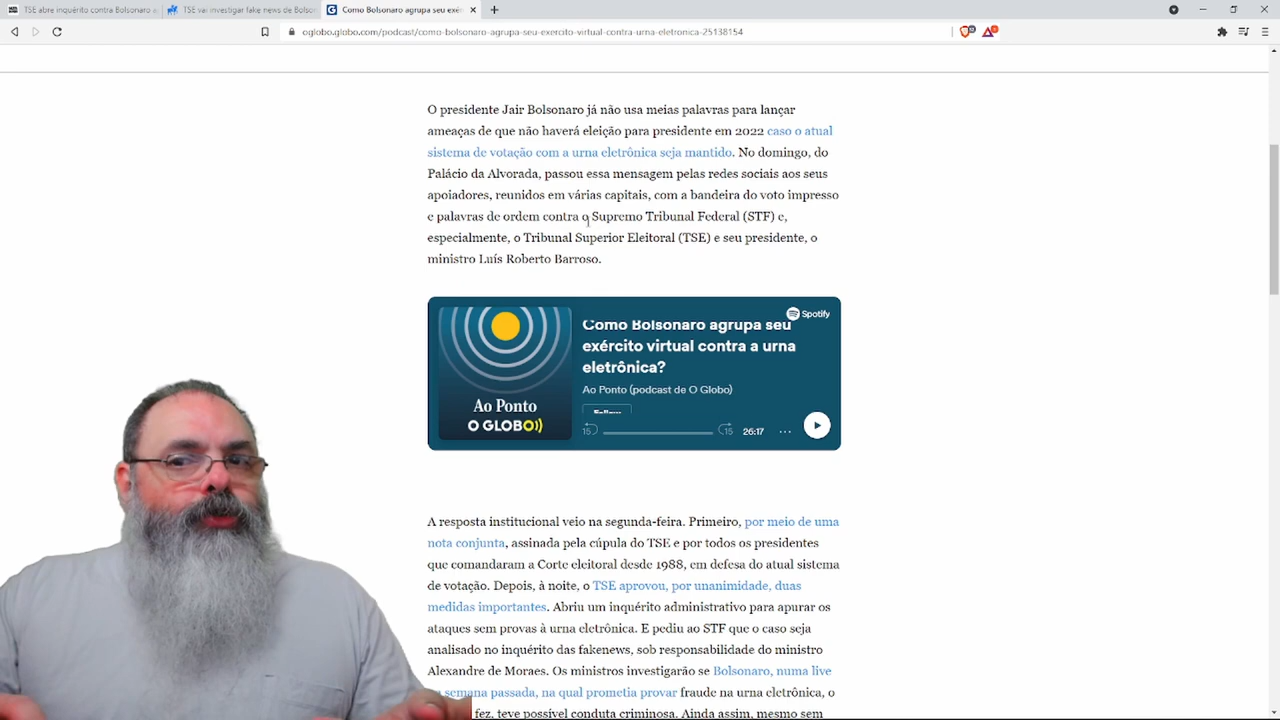 TSE abre inquérito contra Bolsonaro a
TSE vai investigar fake news de Bolson
Como Bolsonaro agrupa seu exér
oglobo.globo.com/podcast/como-bolsonaro-agrupa-seu-exercito-virtual-contra-urna-eletronica-25138154
O presidente Jair Bolsonaro já não usa meias palavras para lançar
ameaças de que não haverá eleição para presidente em 2022 caso o atual
sistema de votação com a urna eletrônica seja mantido. No domingo, do
Palácio da Alvorada, passou essa mensagem pelas redes sociais aos seus
apoiadores, reunidos em várias capitais, com a bandeira do voto impresso
e palavras de ordem contra o Supremo Tribunal Federal (STF) e,
especialmente, o Tribunal Superior Eleitoral (TSE) e seu presidente, o
ministro Luís Roberto Barroso.
Spotify
Como Bolsonaro agrupa seu
exército virtual contra a urna
eletrônica?
Ao Ponto (podcast de O Globo)
Follow
Ao Ponto
O GLOBO
15
15
26:17
A resposta institucional veio na segunda-feira. Primeiro, por meio de uma
nota conjunta, assinada pela cúpula do TSE e por todos os presidentes
que comandaram a Corte eleitoral desde 1988, em defesa do atual sistema
de votação. Depois, à noite, o TSE aprovou, por unanimidade, duas
medidas importantes. Abriu um inquérito administrativo para apurar os
ataques sem provas à urna eletrônica. E pediu ao STF que o caso seja
analisado no inquérito das fakenews, sob responsabilidade do ministro
Alexandre de Moraes. Os ministros investigarão se Bolsonaro, numa live
semana passada, na qual prometia provar fraude na urna eletrônica, o
fez, teve possível conduta criminosa. Ainda assim, mesmo sem